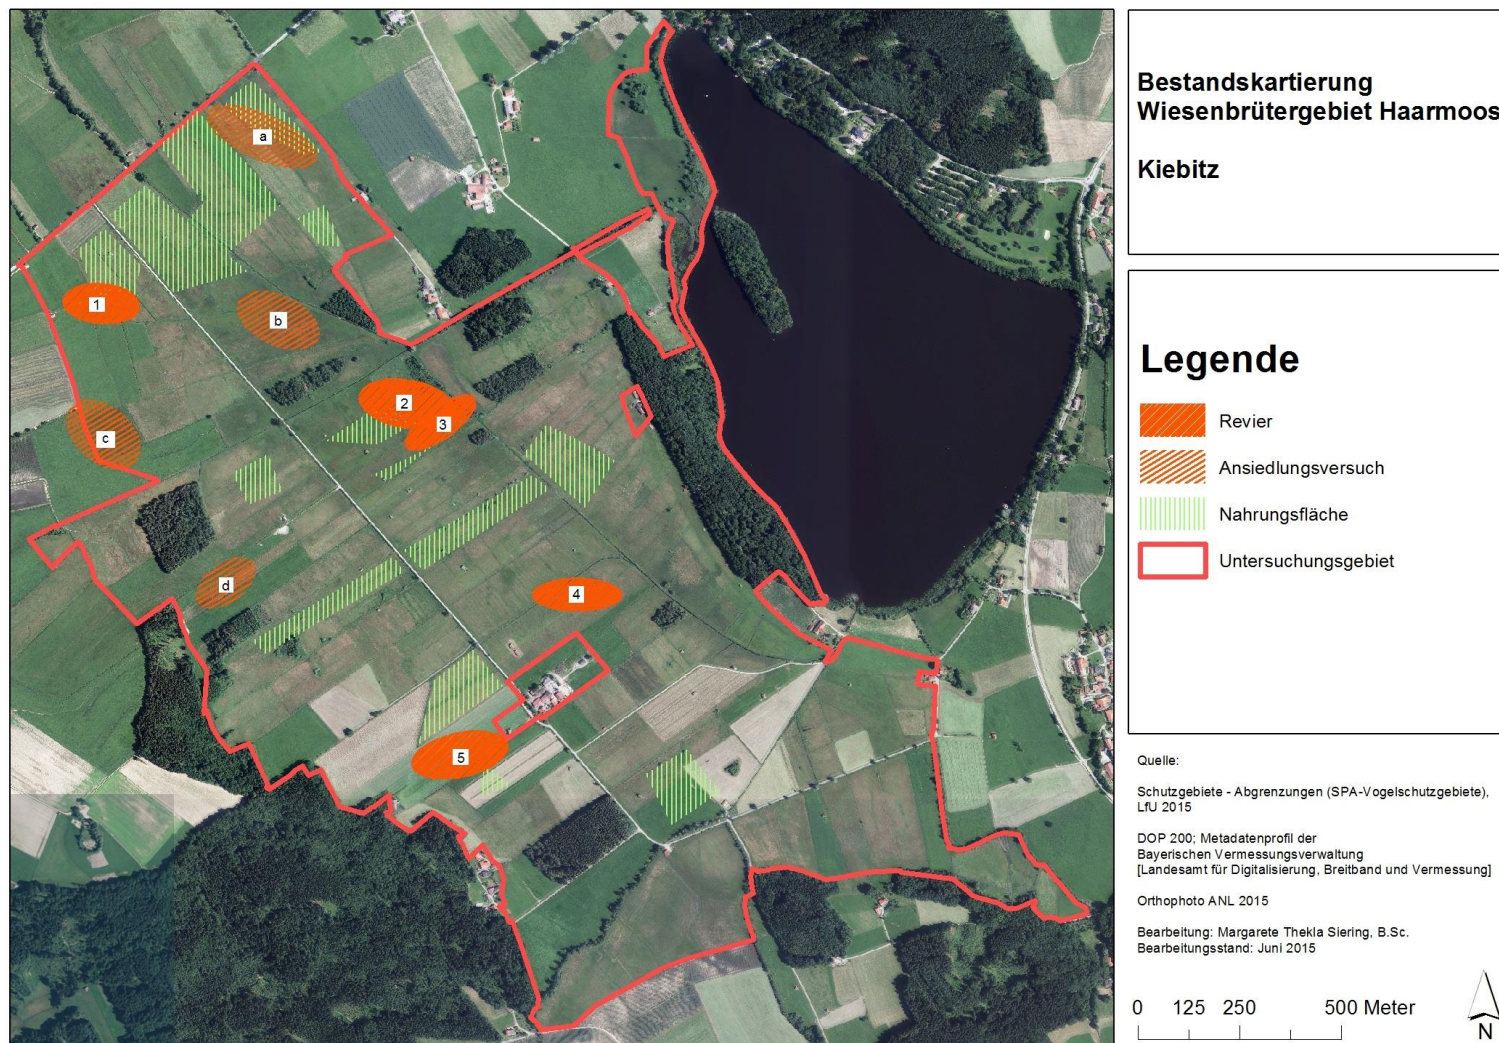 a
1
b
2
3
c
d
4
5
Bestandskartierung
Wiesenbrütergebiet Haarmoos
Kiebitz
Legende
Revier
Ansiedlungsversuch
Nahrungsfläche
Untersuchungsgebiet
Quelle:
Schutzgebiete - Abgrenzungen (SPA-Vogelschutzgebiete),
LfU 2015
DOP 200; Metadatenprofil der
Bayerischen Vermessungsverwaltung
[Landesamt für Digitalisierung, Breitband und Vermessung]
Orthophoto ANL 2015
Bearbeitung: Margarete Thekla Siering, B.Sc.
Bearbeitungsstand: Juni 2015
0 125 250 500 Meter
N